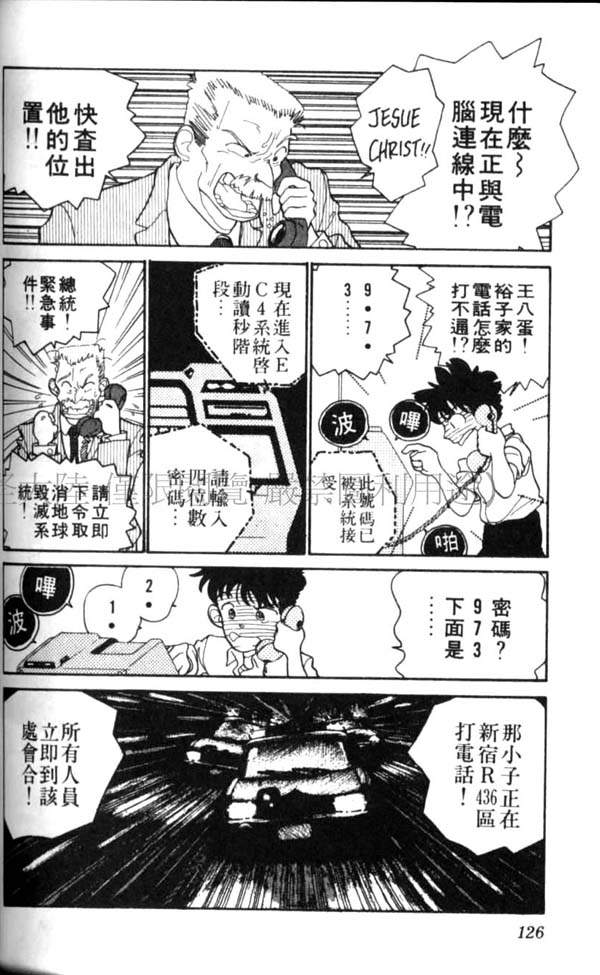 什麼～
現在正與電
腦連線中!?
JESUE
CHRIST!!
快査出
他的位
置!!
王八蛋！
裕子家的
電話怎麼
打不通!?
9・7・
3……
嗶
波
啪
此號碼已
被系統接
受。
現在進入E
C4系統啓
動讀秒階
段…
請輸入
四位數
密碼…
總統！
緊急事
件!!
請立即
下令取
消地球
毀滅系
統！
密碼？
973
下面是
……
2・
1・
嗶
波
那小子正在
新宿R436區
打電話！
所有人員
立即到該
處會合！
126